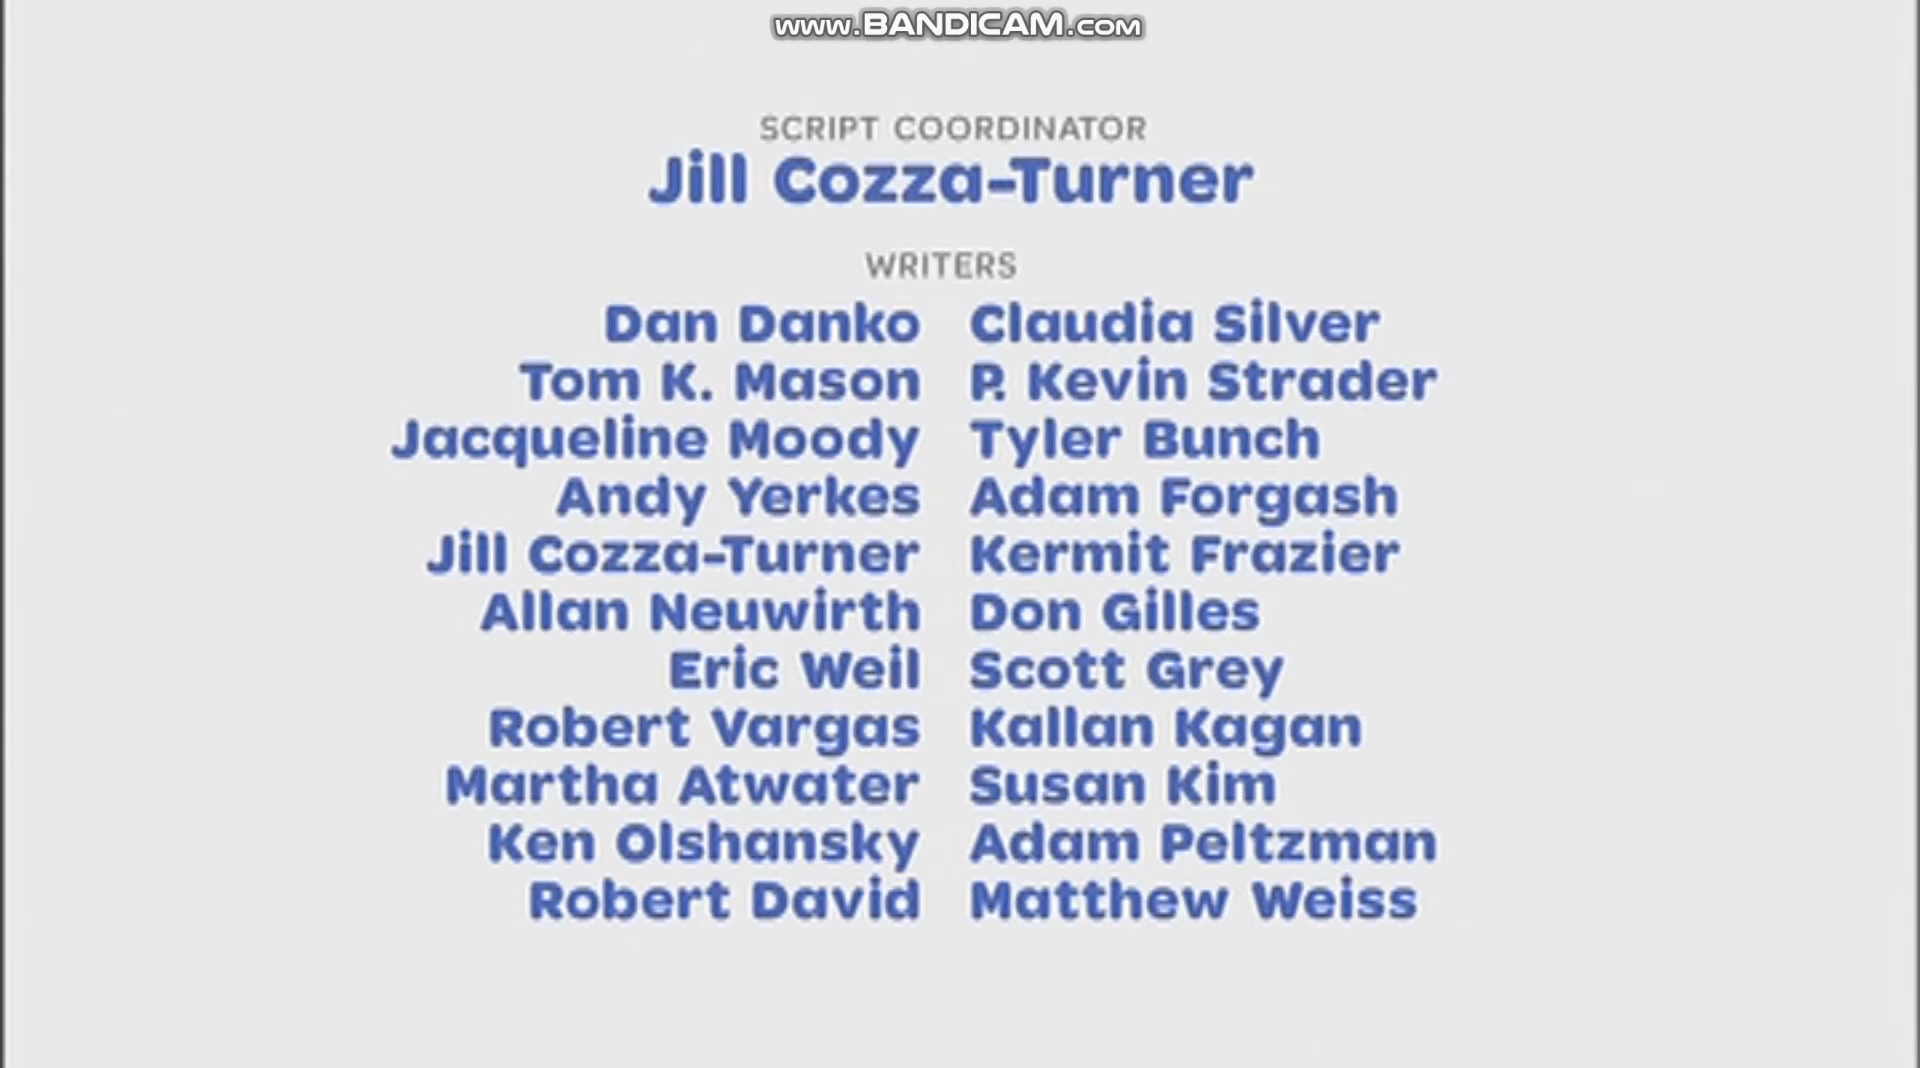 www.BANDICAM.com
SCRIPT COORDINATOR
Jill Cozza-Turner
WRITERS
Dan Danko Claudia Silver
Tom K. Mason P. Kevin Strader
Jacqueline Moody Tyler Bunch
Andy Yerkes Adam Forgash
Jill Cozza-Turner Kermit Frazier
Allan Neuwirth Don Gilles
Eric Weil Scott Grey
Robert Vargas Kallan Kagan
Martha Atwater Susan Kim
Ken Olshansky Adam Peltzman
Robert David Matthew Weiss